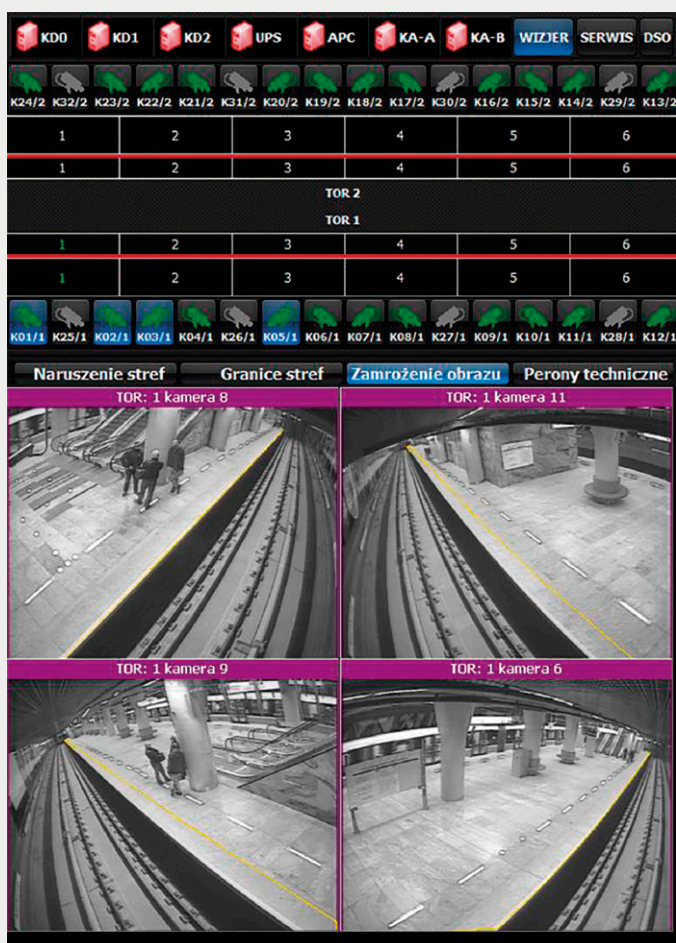 KD0 KD1 KD2 UPS APC KA-A KA-B WIZJER SERWIS DSO
K24/2 K32/2 K23/2 K22/2 K21/2 K31/2 K20/2 K19/2 K18/2 K17/2 K30/2 K16/2 K15/2 K14/2 K29/2 K13/2
1 2 3 4 5 6
1 2 3 4 5 6
TOR 2
TOR 1
1 2 3 4 5 6
1 2 3 4 5 6
K01/1 K25/1 K02/1 K03/1 K04/1 K26/1 K05/1 K06/1 K07/1 K08/1 K27/1 K09/1 K10/1 K11/1 K28/1 K12/1
Naruszenie stref Granice stref Zamrożenie obrazu Perony techniczne
TOR: 1 kamera 8 TOR: 1 kamera 11
TOR: 1 kamera 9 TOR: 1 kamera 6